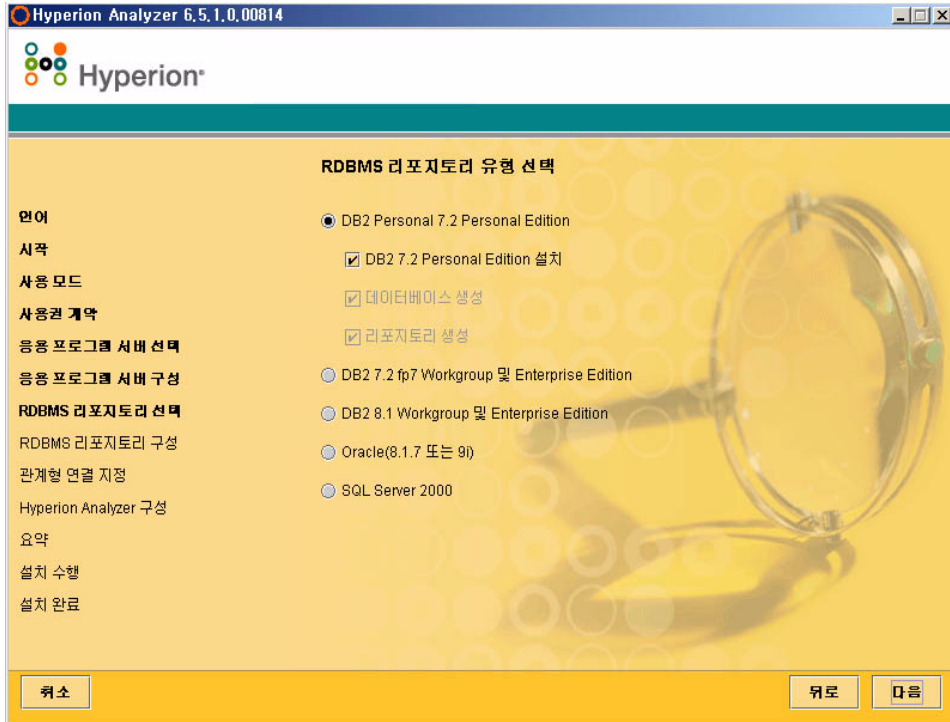 Hyperion Analyzer 6.5.1.0.00814
Hyperion
RDBMS 리포지토리 유형 선택
언어
시작
사용 모드
사용권 계약
응용 프로그램 서버 선택
응용 프로그램 서버 구성
RDBMS 리포지토리 선택
RDBMS 리포지토리 구성
관계형 연결 지정
Hyperion Analyzer 구성
요약
설치 수행
설치 완료
DB2 Personal 7.2 Personal Edition
DB2 7.2 Personal Edition 설치
데이터베이스 생성
리포지토리 생성
DB2 7.2 fp7 Workgroup 및 Enterprise Edition
DB2 8.1 Workgroup 및 Enterprise Edition
Oracle(8.1.7 또는 9i)
SQL Server 2000
취소
뒤로
다음